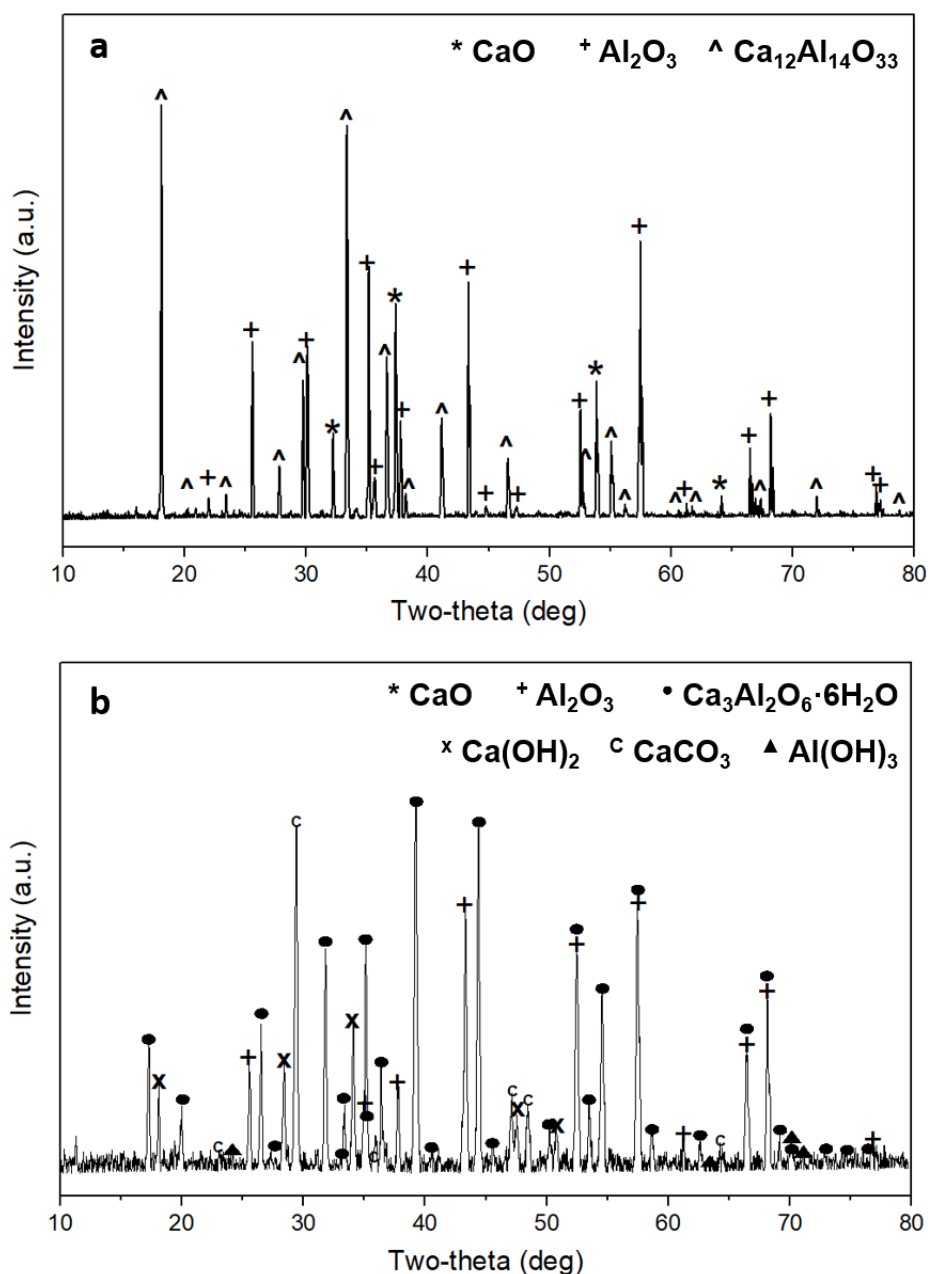 a
* CaO + Al₂O₃ ^ Ca₁₂Al₁₄O₃₃
Intensity (a.u.)
10 20 30 40 50 60 70 80
Two-theta (deg)
b
* CaO + Al₂O₃ • Ca₃Al₂O₆·6H₂O
x Ca(OH)₂ C CaCO₃ ▲ Al(OH)₃
Intensity (a.u.)
10 20 30 40 50 60 70 80
Two-theta (deg)